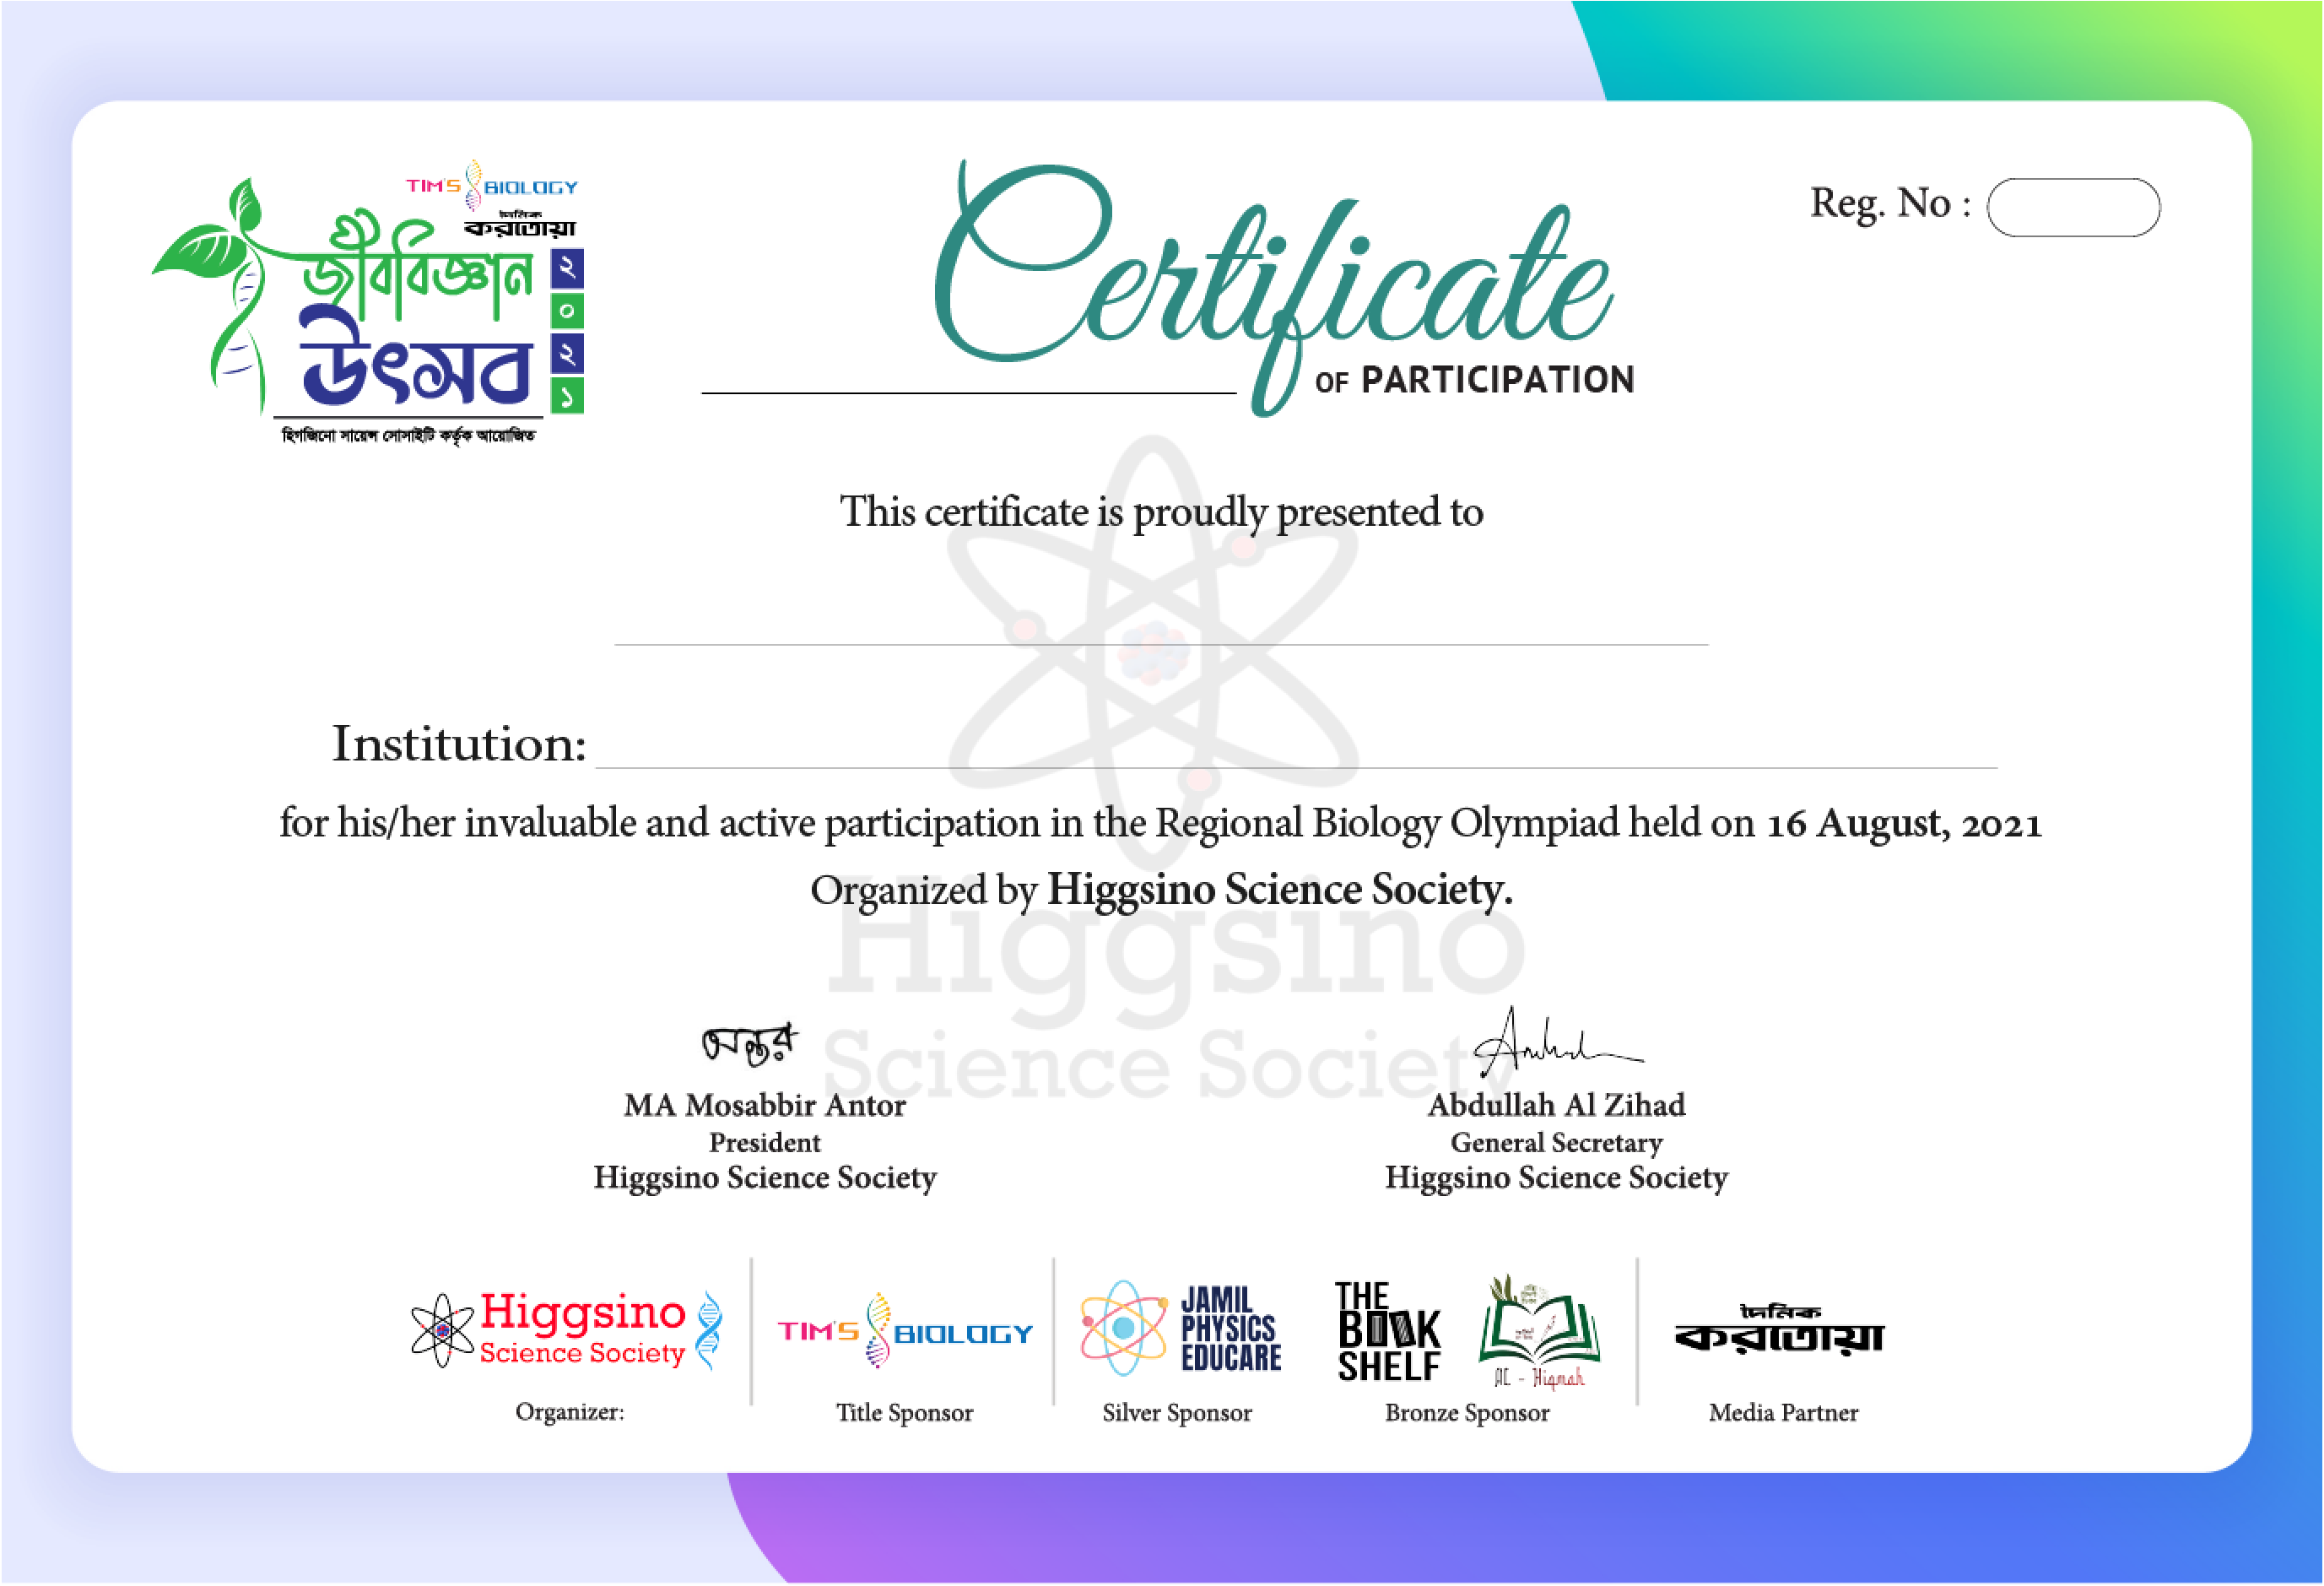 TIM'S BIOLOGY
দৈনিক
করতোয়া
জীববিজ্ঞান
উৎসব
২০২১
হিগজিনো সায়েন্স সোসাইটি কর্তৃক আয়োজিত
Certificate
OF PARTICIPATION
Reg. No :
This certificate is proudly presented to
Institution:
for his/her invaluable and active participation in the Regional Biology Olympiad held on 16 August, 2021
Organized by Higgsino Science Society.
Higgsino
Science Society
অন্তর
MA Mosabbir Antor
President
Higgsino Science Society
Abdullah Al Zihad
General Secretary
Higgsino Science Society
Higgsino
Science Society
Organizer:
TIM'S BIOLOGY
Title Sponsor
JAMIL
PHYSICS
EDUCARE
Silver Sponsor
THE
BOOK
SHELF
AL - Hiqmah
Bronze Sponsor
দৈনিক
করতোয়া
Media Partner